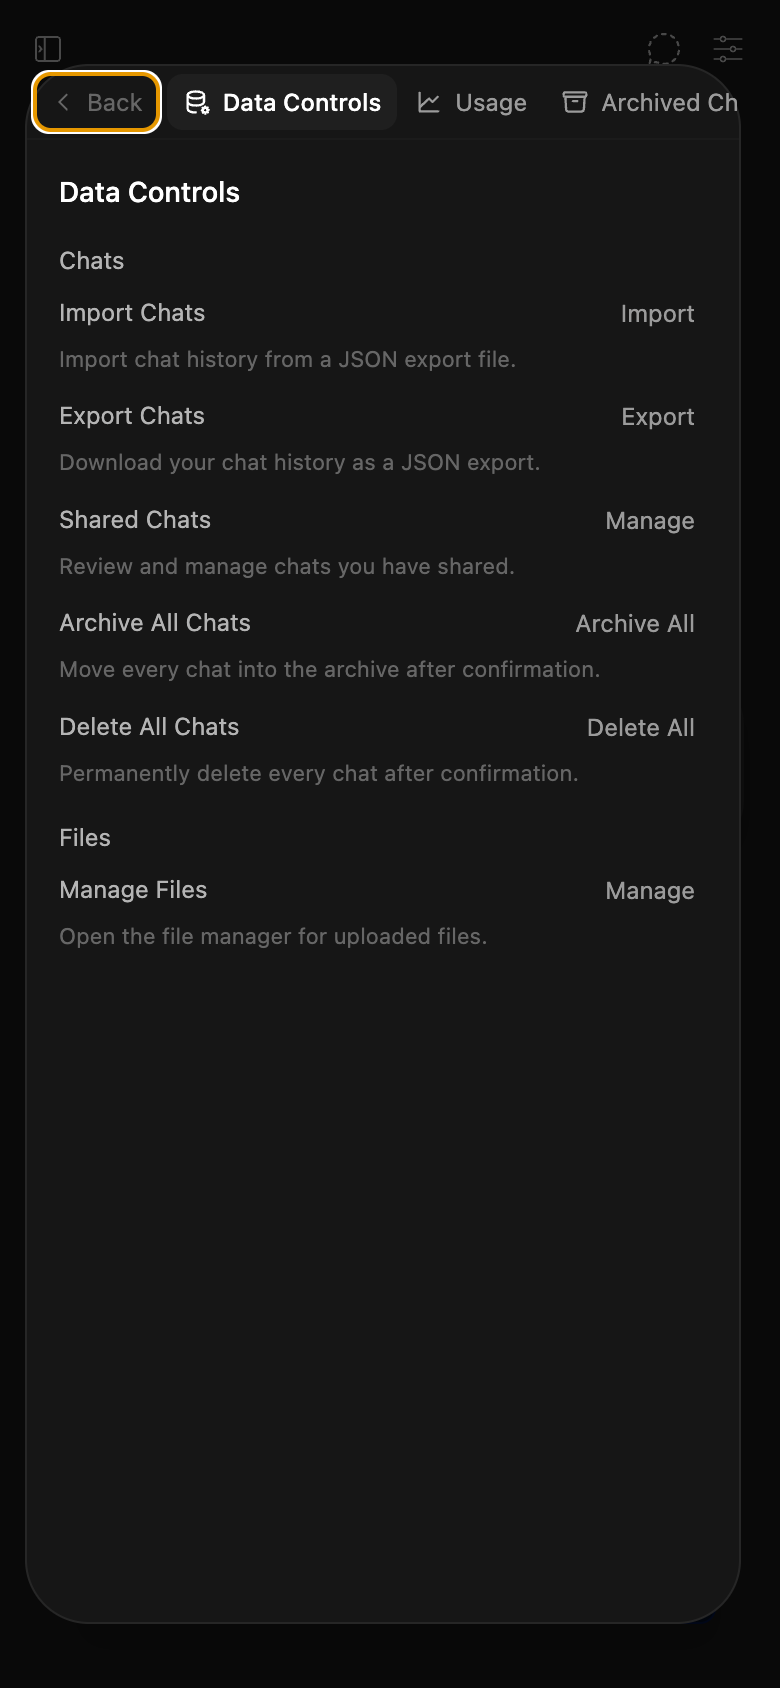 Back
Data Controls
Usage
Archived Ch
Data Controls
Chats
Import Chats
Import
Import chat history from a JSON export file.
Export Chats
Export
Download your chat history as a JSON export.
Shared Chats
Manage
Review and manage chats you have shared.
Archive All Chats
Archive All
Move every chat into the archive after confirmation.
Delete All Chats
Delete All
Permanently delete every chat after confirmation.
Files
Manage Files
Manage
Open the file manager for uploaded files.